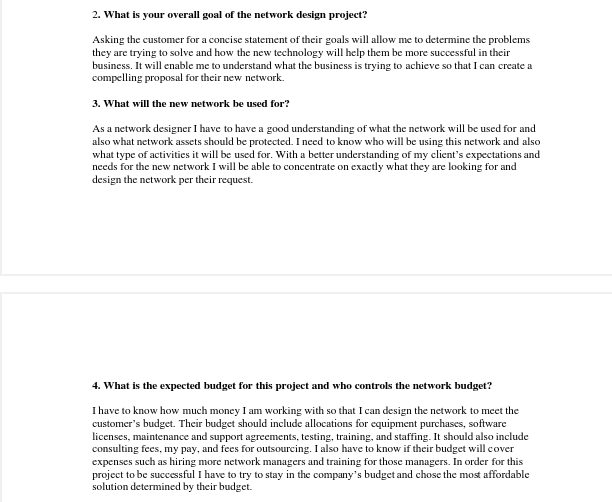 2. What is your overall goal of the network design project?
Asking the customer for a concise statement of their goals will allow me to determine the problems
they are trying to solve and how the new technology will help them be more successful in their
business. It will enable me to understand what the business is trying to achieve so that I can create a
compelling proposal for their new network.
3. What will the new network be used for?
As a network designer I have to have a good understanding of what the network will be used for and
also what network assets should be protected. I need to know who will be using this network and also
what type of activities it will be used for. With a better understanding of my client's expectations and
needs for the new network I will be able to concentrate on exactly what they are looking for and
design the network per their request.
4. What is the expected budget for this project and who controls the network budget?
I have to know how much money I am working with so that I can design the network to meet the
customer's budget. Their budget should include allocations for equipment purchases, software
licenses, maintenance and support agreements, testing, training, and staffing. It should also include
consulting fees, my pay, and fees for outsourcing. I also have to know if their budget will cover
expenses such as hiring more network managers and training for those managers. In order for this
project to be successful I have to try to stay in the company's budget and chose the most affordable
solution determined by their budget.